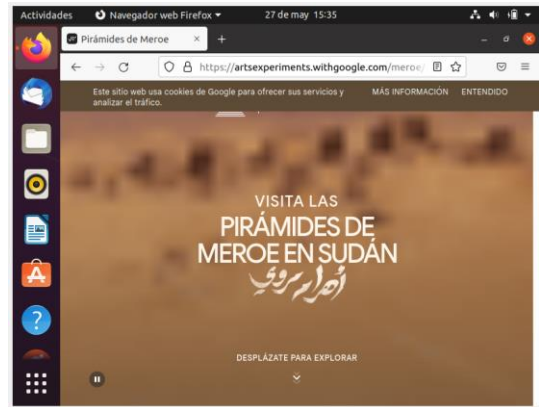 Actividades Navegador web Firefox 27 de may 15:35
Pirámides de Meroe
https://artsexperiments.withgoogle.com/meroe/
Este sitio web usa cookies de Google para ofrecer sus servicios y
analizar el tráfico.
MÁS INFORMACIÓN ENTENDIDO
VISITA LAS
PIRÁMIDES DE
MEROE EN SUDÁN
أهرام مروي
DESPLÁZATE PARA EXPLORAR